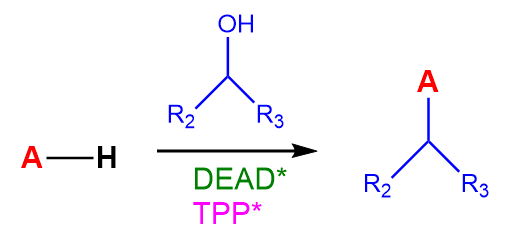 OH
R2 R3
A H
DEAD*
TPP*
A
R2 R3